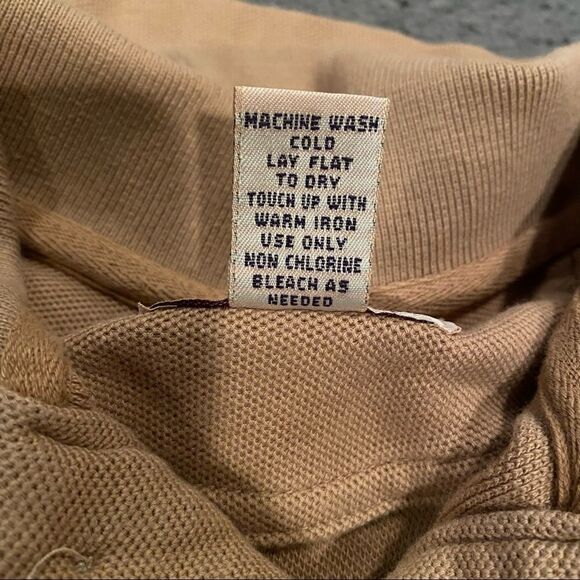 MACHINE WASH
COLD
LAY FLAT
TO DRY
TOUCH UP WITH
WARM IRON
USE ONLY
NON CHLORINE
BLEACH AS
NEEDED